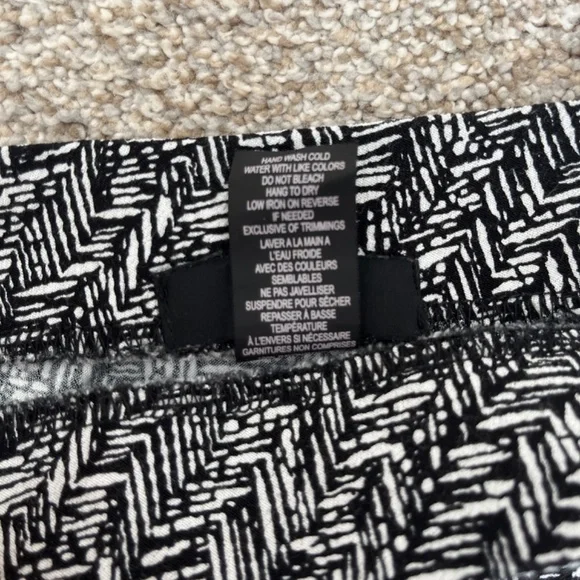 HAND WASH COLD
WATER WITH LIKE COLORS
DO NOT BLEACH
HANG TO DRY
LOW IRON ON REVERSE
IF NEEDED
EXCLUSIVE OF TRIMMINGS
LAVER A LA MAIN A
L'EAU FROIDE
AVEC DES COULEURS
SEMBLABLES
NE PAS JAVELLISER
SUSPENDRE POUR SÉCHER
REPASSER À BASSE
TEMPÉRATURE
À L'ENVERS SI NÉCESSAIRE
GARNITURES NON COMPRISES